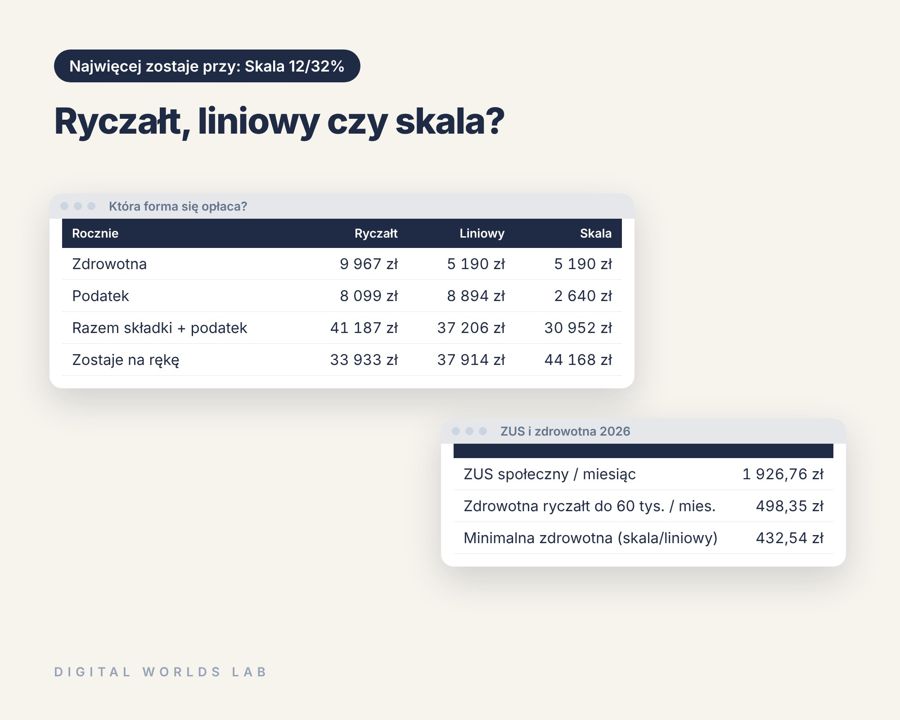 Najwięcej zostaje przy: Skala 12/32%
Ryczałt, liniowy czy skala?
Która forma się opłaca?
Rocznie Ryczałt Liniowy Skala
Zdrowotna 9 967 zł 5 190 zł 5 190 zł
Podatek 8 099 zł 8 894 zł 2 640 zł
Razem składki + podatek 41 187 zł 37 206 zł 30 952 zł
Zostaje na rękę 33 933 zł 37 914 zł 44 168 zł
ZUS i zdrowotna 2026
ZUS społeczny / miesiąc 1 926,76 zł
Zdrowotna ryczałt do 60 tys. / mies. 498,35 zł
Minimalna zdrowotna (skala/liniowy) 432,54 zł
DIGITAL WORLDS LAB